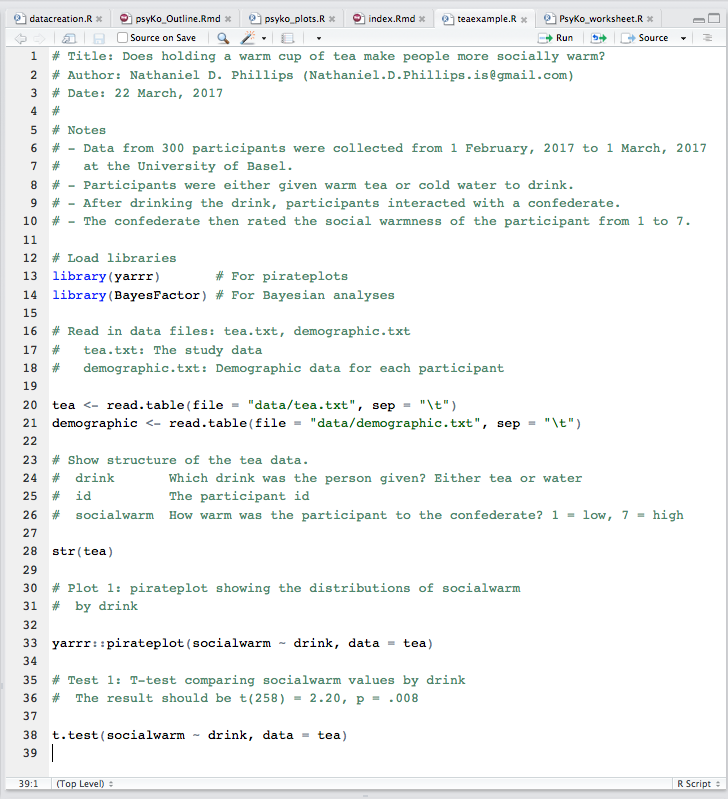 datacreation.R psyKo_Outline.Rmd psyko_plots.R index.Rmd teaexample.R PsyKo_worksheet.R
Source on Save Run Source
1 # Title: Does holding a warm cup of tea make people more socially warm?
2 # Author: Nathaniel D. Phillips (Nathaniel.D.Phillips.is@gmail.com)
3 # Date: 22 March, 2017
4 #
5 # Notes
6 # - Data from 300 participants were collected from 1 February, 2017 to 1 March, 2017
7 #   at the University of Basel.
8 # - Participants were either given warm tea or cold water to drink.
9 # - After drinking the drink, participants interacted with a confederate.
10 # - The confederate then rated the social warmness of the participant from 1 to 7.
11
12 # Load libraries
13 library(yarrr)       # For pirateplots
14 library(BayesFactor) # For Bayesian analyses
15
16 # Read in data files: tea.txt, demographic.txt
17 #   tea.txt: The study data
18 #   demographic.txt: Demographic data for each participant
19
20 tea <- read.table(file = "data/tea.txt", sep = "\t")
21 demographic <- read.table(file = "data/demographic.txt", sep = "\t")
22
23 # Show structure of the tea data.
24 #  drink       Which drink was the person given? Either tea or water
25 #  id          The participant id
26 #  socialwarm  How warm was the participant to the confederate? 1 = low, 7 = high
27
28 str(tea)
29
30 # Plot 1: pirateplot showing the distributions of socialwarm
31 #  by drink
32
33 yarrr::pirateplot(socialwarm ~ drink, data = tea)
34
35 # Test 1: T-test comparing socialwarm values by drink
36 #  The result should be t(258) = 2.20, p = .008
37
38 t.test(socialwarm ~ drink, data = tea)
39
39:1 (Top Level) R Script